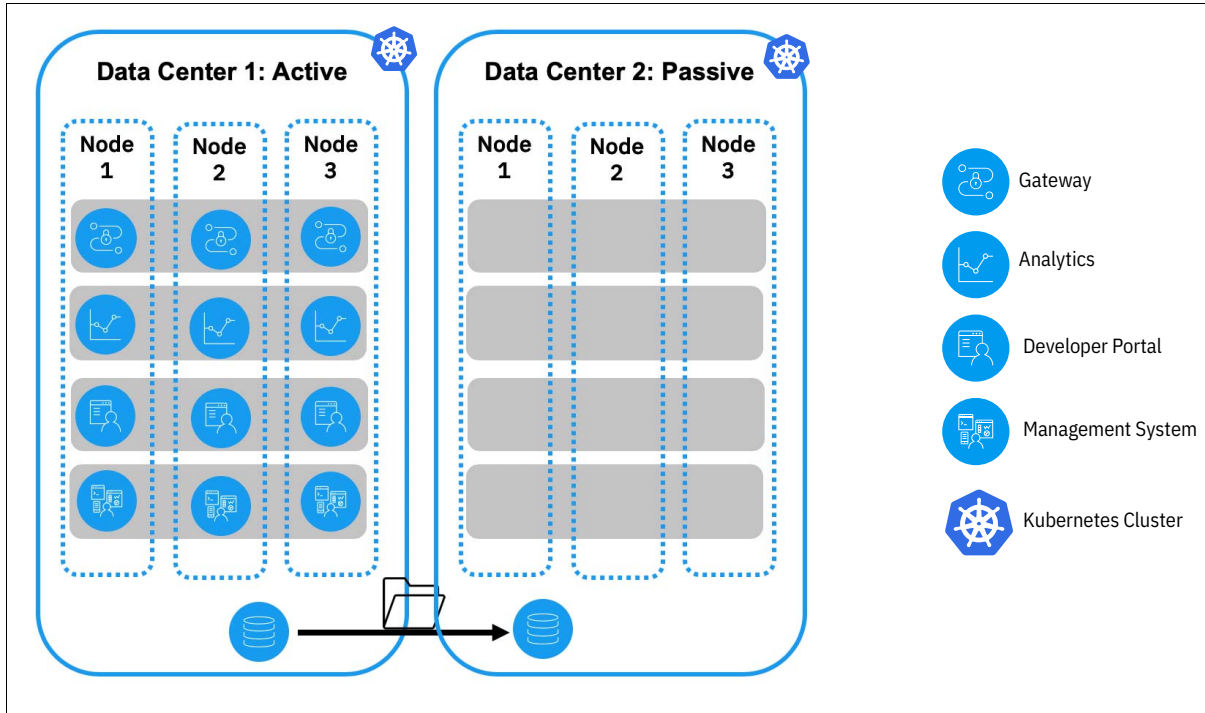 Data Center 1: Active
Data Center 2: Passive
Node
1
Node
2
Node
3
Node
1
Node
2
Node
3
Gateway
Analytics
Developer Portal
Management System
Kubernetes Cluster